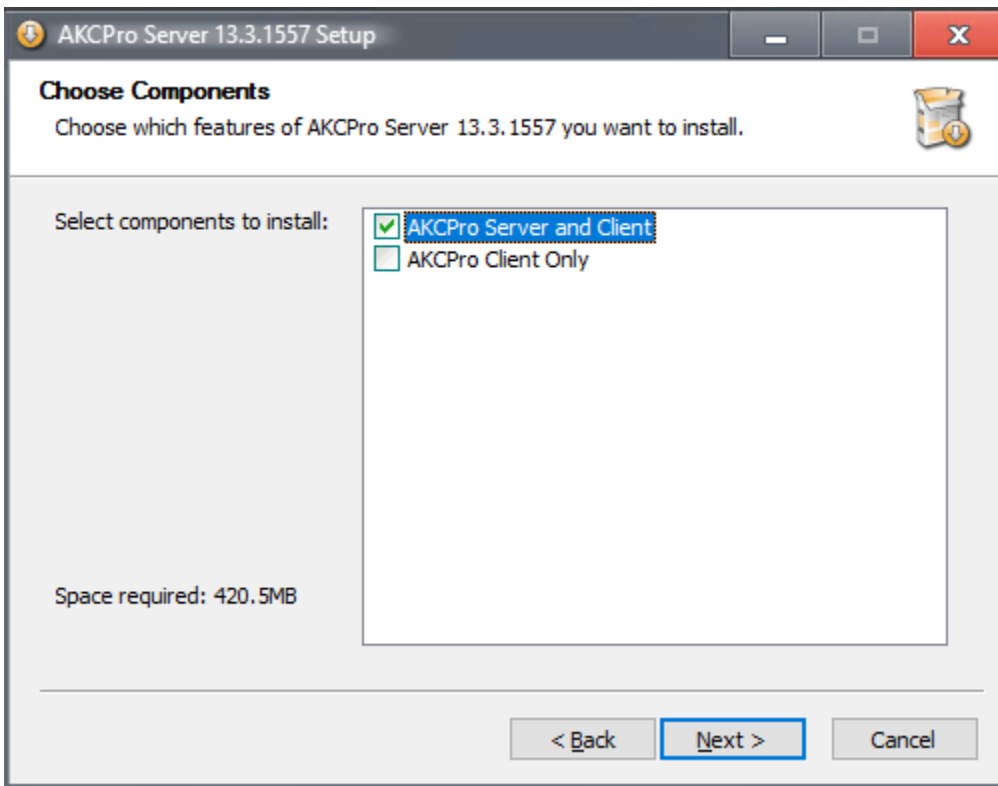 AKCPro Server 13.3.1557 Setup
Choose Components
Choose which features of AKCPro Server 13.3.1557 you want to install.
Select components to install:
AKCPro Server and Client
AKCPro Client Only
Space required: 420.5MB
< Back
Next >
Cancel